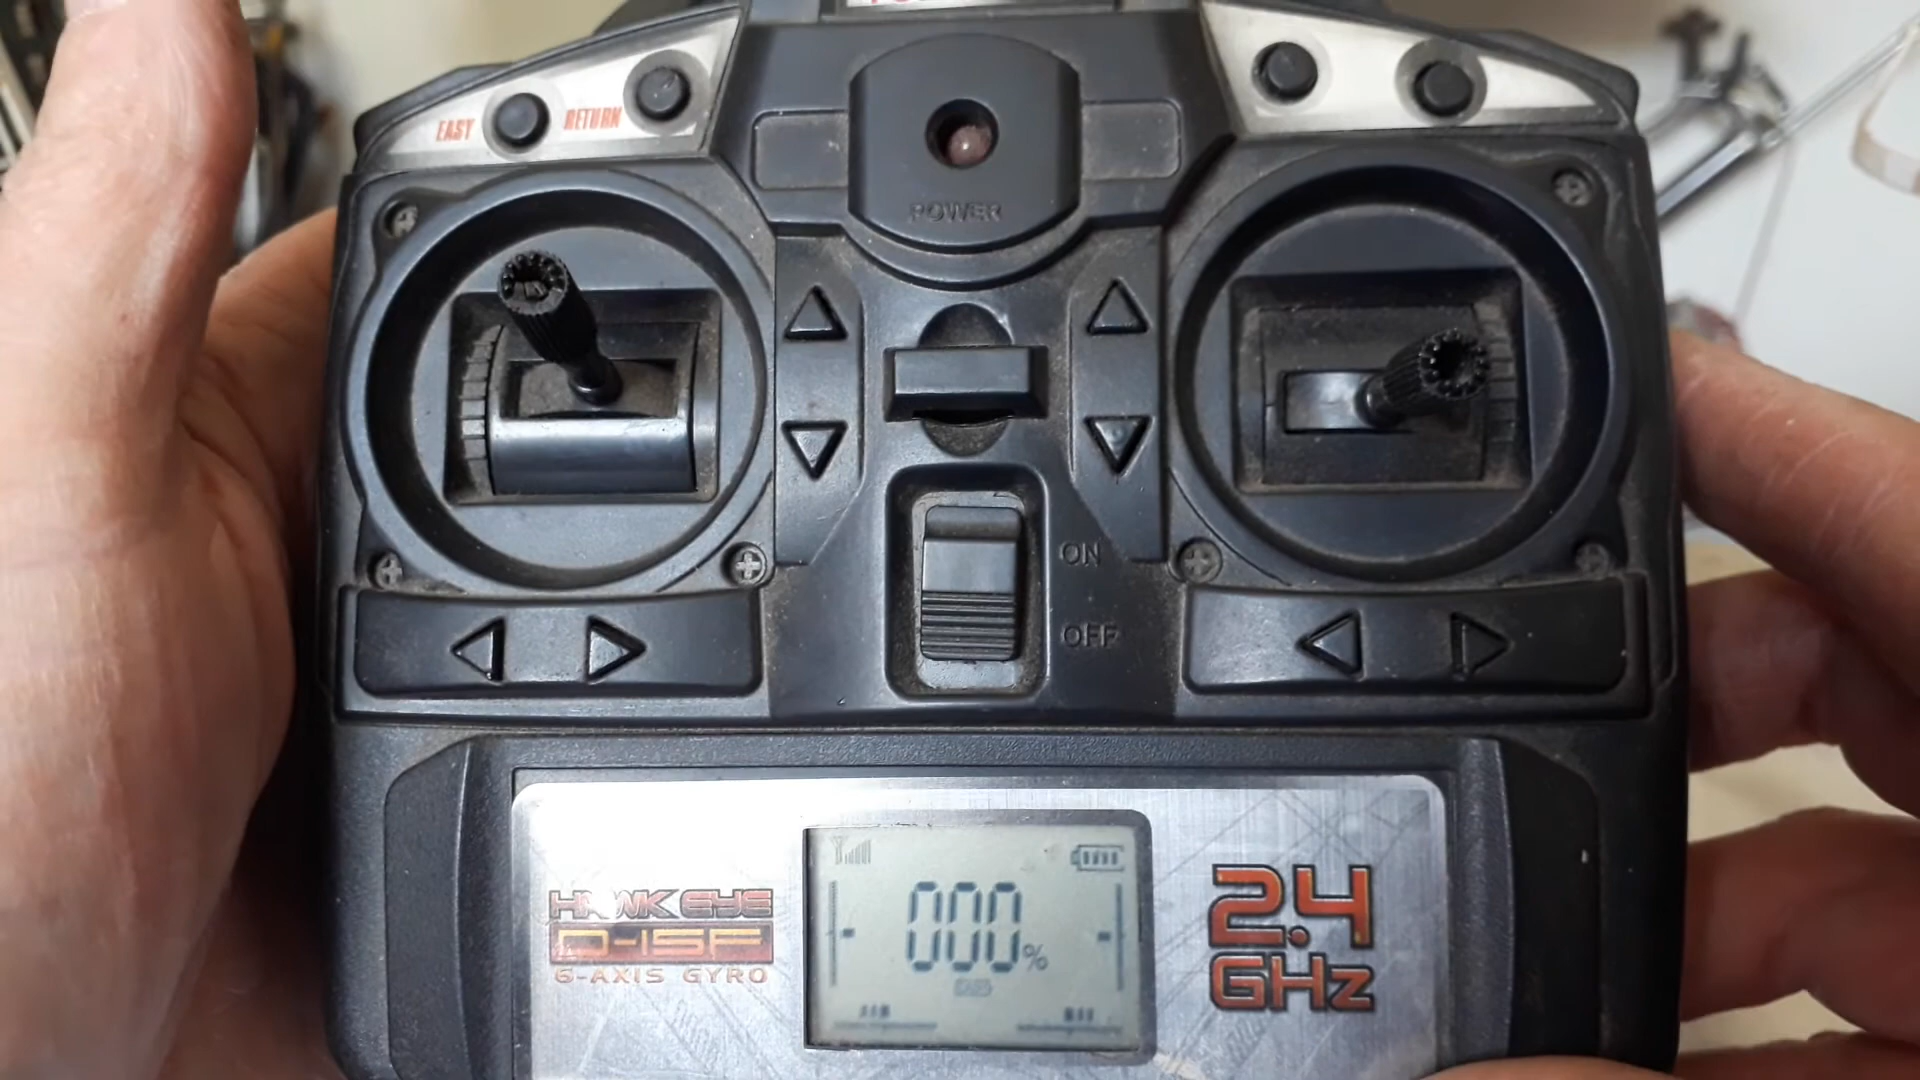 EASY
RETURN
POWER
ON
OFF
000%
HAWK EYE
D-15F
6-AXIS GYRO
2.4
GHz